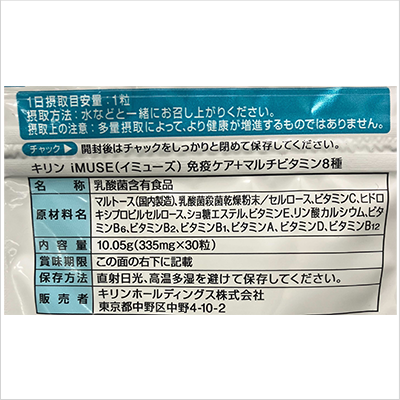 1日摂取目安量：1粒
摂取方法：水などと一緒にお召し上がりください。
摂取上の注意：多量摂取によって、より健康が増進するものではありません。
チャック 開封後はチャックをしっかりと閉めて保存してください。
キリン iMUSE(イミューズ) 免疫ケア+マルチビタミン8種
名称 乳酸菌含有食品
原材料名 マルトース(国内製造)、乳酸菌殺菌乾燥粉末／セルロース、ビタミンC、ヒドロ
キシプロピルセルロース、ショ糖エステル、ビタミンE、リン酸カルシウム、ビタ
ミンB6、ビタミンB2、ビタミンB1、ビタミンA、ビタミンD、ビタミンB12
内容量 10.05g(335mg×30粒)
賞味期限 この面の右下に記載
保存方法 直射日光、高温多湿を避けて保存してください。
販売者 キリンホールディングス株式会社
東京都中野区中野4-10-2